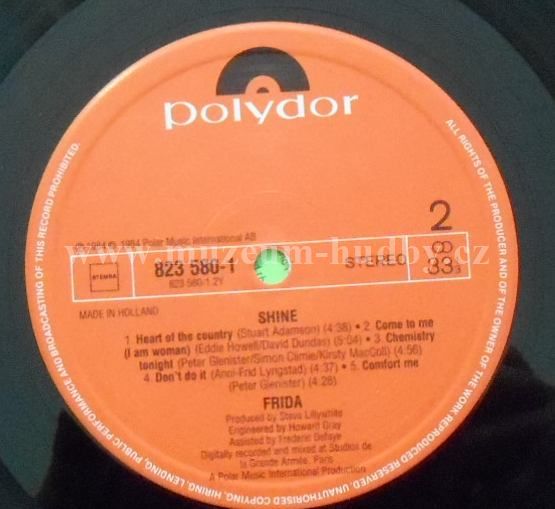 polydor
℗ 1984 © 1984 Polar Music International AB
2
www.muzeum-hudby.cz
STEMRA
823 580-1
823 580-1.2Y
STEREO
33
MADE IN HOLLAND
SHINE
1. Heart of the country (Stuart Adamson) (4:38) • 2. Come to me
(I am woman) (Eddie Howell/David Dundas) (5:04) • 3. Chemistry
tonight (Peter Glenister/Simon Climie/Kirsty MacColl) (4:56)
4. Don't do it (Anni-Frid Lyngstad) (4:37) • 5. Comfort me
(Peter Glenister) (4:28)
FRIDA
Produced by Steve Lillywhite
Engineered by Howard Gray
Assisted by Frederic Defaye
Digitally recorded and mixed at Studios de
la Grande Armée, Paris
A Polar Music International Production
ALL RIGHTS OF THE PRODUCER AND OF THE OWNER OF THE WORK REPRODUCED RESERVED. UNAUTHORISED COPYING, HIRING, LENDING, PUBLIC PERFORMANCE AND BROADCASTING OF THIS RECORD PROHIBITED.